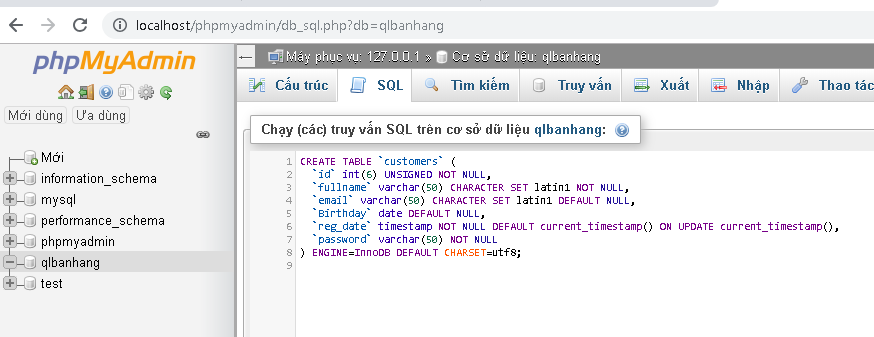 localhost/phpmyadmin/db_sql.php?db=qlbanhang
phpMyAdmin
Mới dùng Ưa dùng
Mới
information_schema
mysql
performance_schema
phpmyadmin
qlbanhang
test
Máy phục vụ: 127.0.0.1 » Cơ sở dữ liệu: qlbanhang
Cấu trúc SQL Tìm kiếm Truy vấn Xuất Nhập Thao tác
Chạy (các) truy vấn SQL trên cơ sở dữ liệu qlbanhang:
1 CREATE TABLE `customers` (
2 `id` int(6) UNSIGNED NOT NULL,
3 `fullname` varchar(50) CHARACTER SET latin1 NOT NULL,
4 `email` varchar(50) CHARACTER SET latin1 DEFAULT NULL,
5 `Birthday` date DEFAULT NULL,
6 `reg_date` timestamp NOT NULL DEFAULT current_timestamp() ON UPDATE current_timestamp(),
7 `password` varchar(50) NOT NULL
8 ) ENGINE=InnoDB DEFAULT CHARSET=utf8;
9